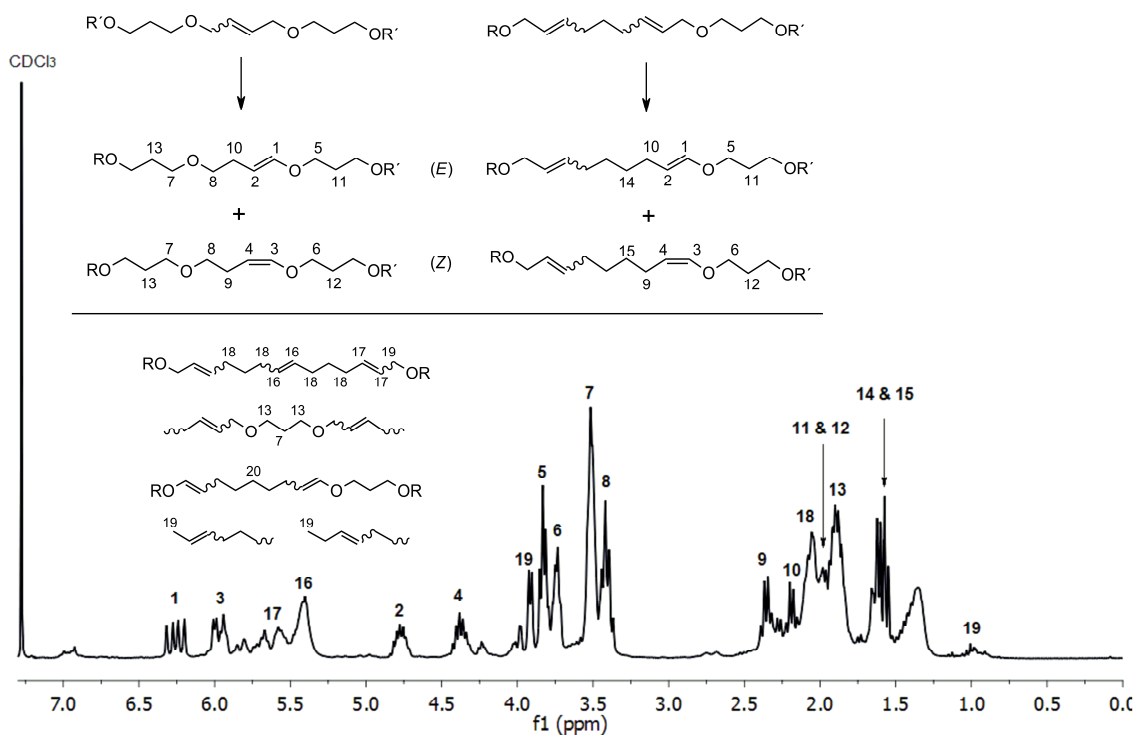 R′O O O OR′ RO O OR′
CDCl3
13 10 1 5 10 1 5
RO O O OR′ (E) RO O OR′
7 8 2 11 14 2 11
+ +
7 8 4 3 6 15 4 3 6
RO O O OR′ (Z) RO O OR′
13 9 12 9 12
18 18 16 17 19
RO OR
16 18 18 17
13 13
O O
7
20
RO O OR
19 19
7
14 & 15
11 & 12
5 8 13
18
6
19 9 10
16
1 3 17 2 4 19
7.0 6.5 6.0 5.5 5.0 4.5 4.0 3.5 3.0 2.5 2.0 1.5 1.0 0.5 0.0
f1 (ppm)